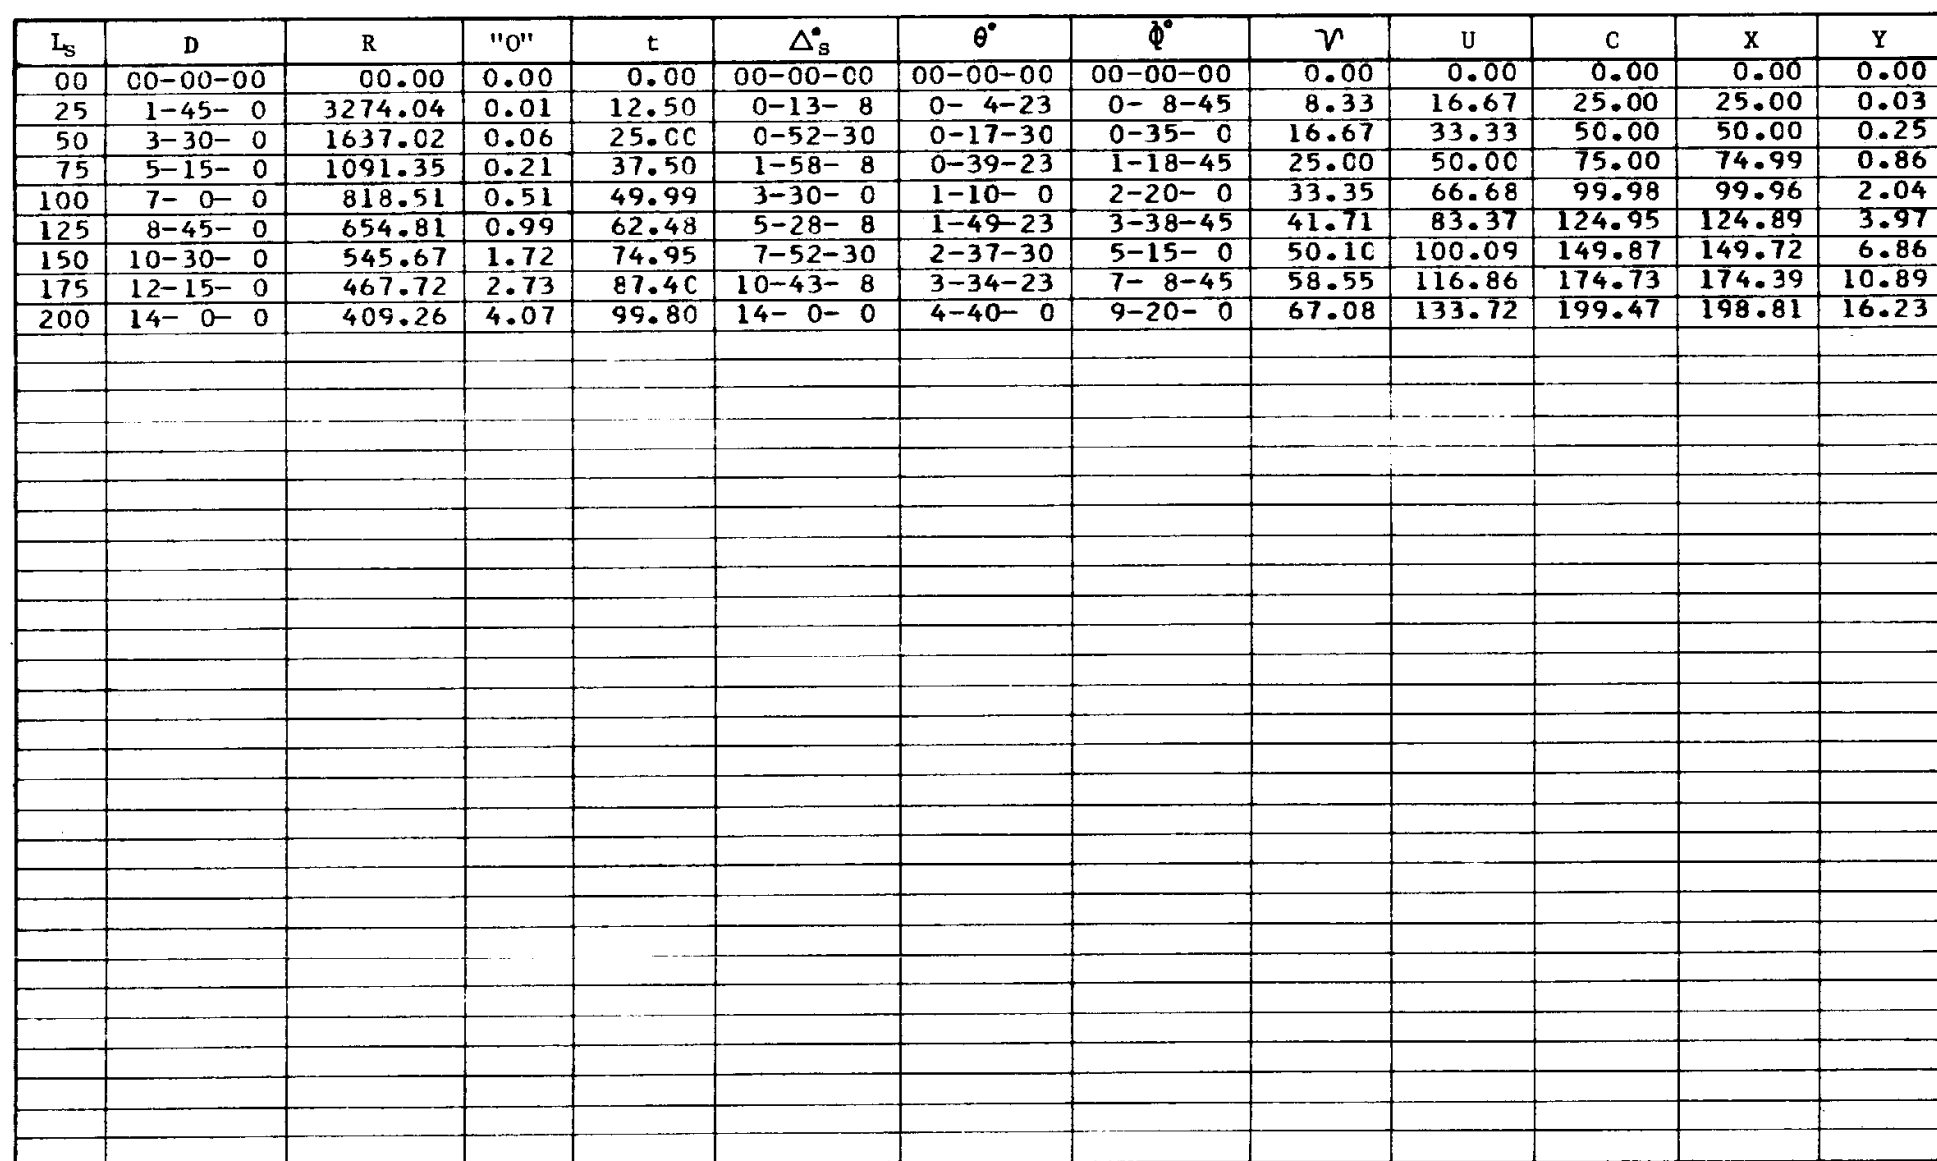 Ls D R "O" t Δ°s θ° Φ° V U C X Y
00 00-00-00 00.00 0.00 0.00 00-00-00 00-00-00 00-00-00 0.00 0.00 0.00 0.00 0.00
25 1-45- 0 3274.04 0.01 12.50 0-13- 8 0- 4-23 0- 8-45 8.33 16.67 25.00 25.00 0.03
50 3-30- 0 1637.02 0.06 25.00 0-52-30 0-17-30 0-35- 0 16.67 33.33 50.00 50.00 0.25
75 5-15- 0 1091.35 0.21 37.50 1-58- 8 0-39-23 1-18-45 25.00 50.00 75.00 74.99 0.86
100 7- 0- 0 818.51 0.51 49.99 3-30- 0 1-10- 0 2-20- 0 33.35 66.68 99.98 99.96 2.04
125 8-45- 0 654.81 0.99 62.48 5-28- 8 1-49-23 3-38-45 41.71 83.37 124.95 124.89 3.97
150 10-30- 0 545.67 1.72 74.95 7-52-30 2-37-30 5-15- 0 50.10 100.09 149.87 149.72 6.86
175 12-15- 0 467.72 2.73 87.40 10-43- 8 3-34-23 7- 8-45 58.55 116.86 174.73 174.39 10.89
200 14- 0- 0 409.26 4.07 99.80 14- 0- 0 4-40- 0 9-20- 0 67.08 133.72 199.47 198.81 16.23